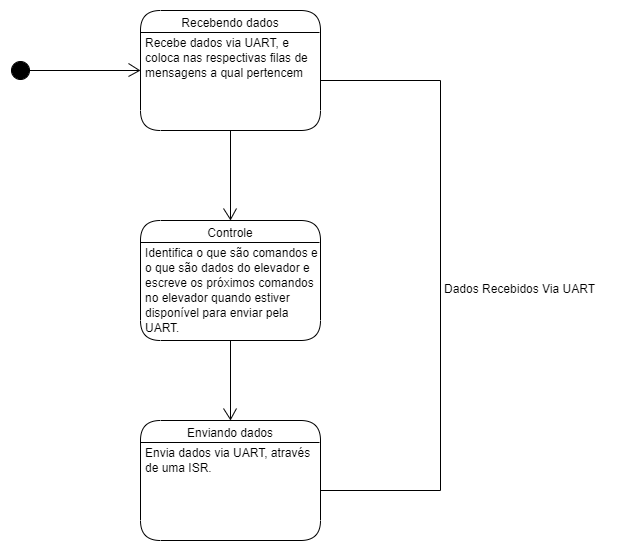 Recebendo dados
Recebe dados via UART, e
coloca nas respectivas filas de
mensagens a qual pertencem
Controle
Identifica o que são comandos e
o que são dados do elevador e
escreve os próximos comandos
no elevador quando estiver
disponível para enviar pela
UART.
Dados Recebidos Via UART
Enviando dados
Envia dados via UART, através
de uma ISR.